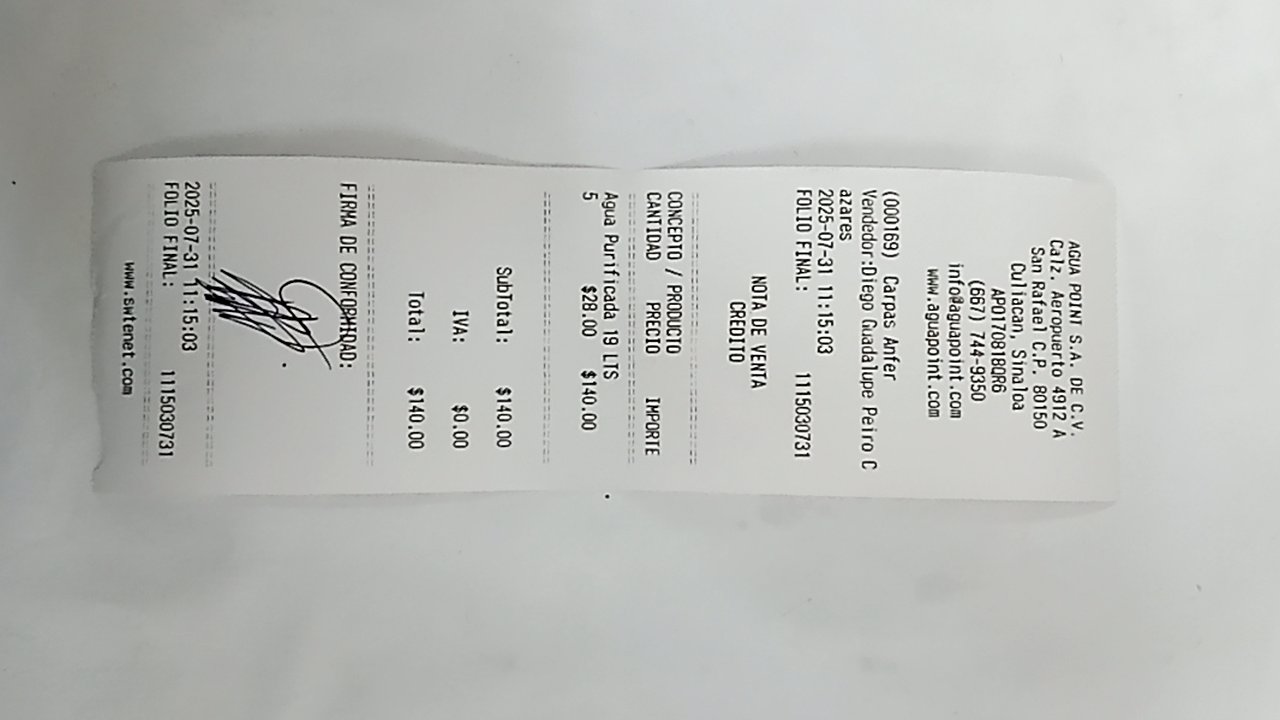 AGUA POINT S.A. DE C.V.
Calz. Aeropuerto 4912 A
San Rafael C.P. 80150
Culiacan, Sinaloa
APO170818QR6
(667) 744-9350
info@aguapoint.com
www.aguapoint.com
(000169) Carpas Anfer
Vendedor:Diego Guadalupe Peiro C
azares
2025-07-31 11:15:03
FOLIO FINAL: 1115030731
NOTA DE VENTA
CREDITO
CONCEPTO / PRODUCTO
CANTIDAD PRECIO IMPORTE
Agua Purificada 19 LTS
5 $28.00 $140.00
SubTotal: $140.00
IVA: $0.00
Total: $140.00
FIRMA DE CONFORMIDAD:
2025-07-31 11:15:03
FOLIO FINAL: 1115030731
www.swtenet.com